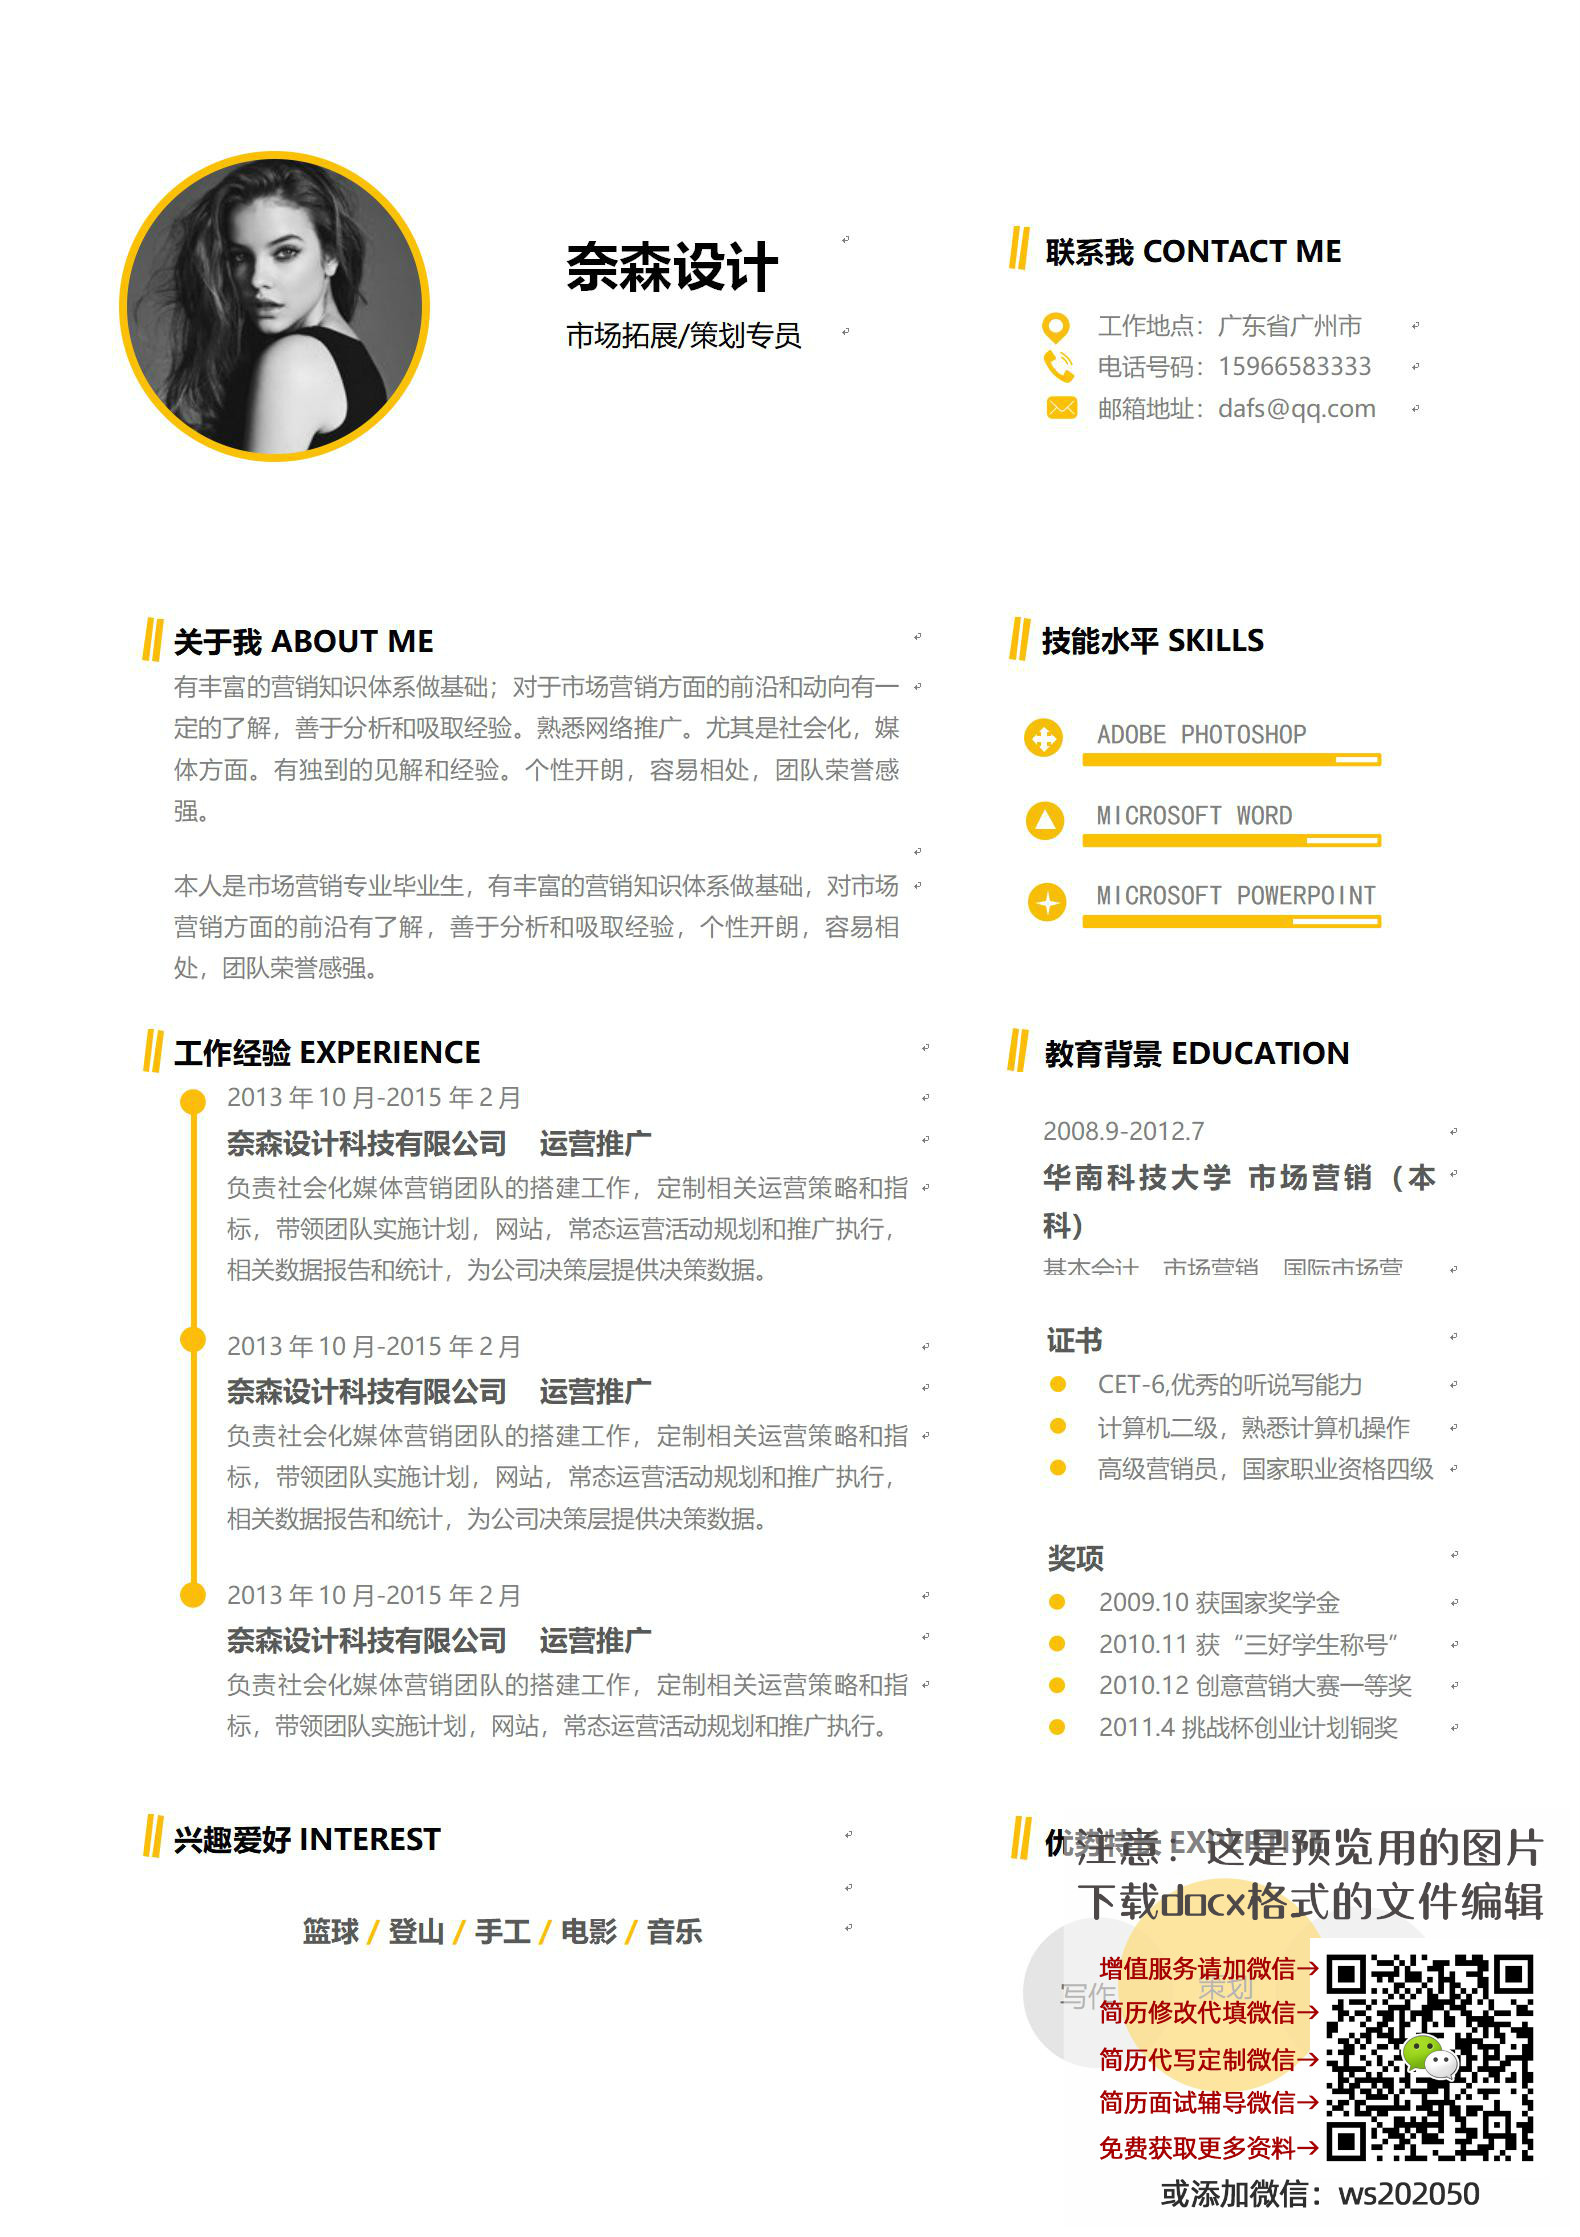 奈森设计
市场拓展/策划专员
联系我 CONTACT ME
工作地点：广东省广州市
电话号码：15966583333
邮箱地址：dafs@qq.com
关于我 ABOUT ME
有丰富的营销知识体系做基础；对于市场营销方面的前沿和动向有一
定的了解，善于分析和吸取经验。熟悉网络推广。尤其是社会化，媒
体方面。有独到的见解和经验。个性开朗，容易相处，团队荣誉感
强。
本人是市场营销专业毕业生，有丰富的营销知识体系做基础，对市场
营销方面的前沿有了解，善于分析和吸取经验，个性开朗，容易相
处，团队荣誉感强。
技能水平 SKILLS
ADOBE PHOTOSHOP
MICROSOFT WORD
MICROSOFT POWERPOINT
工作经验 EXPERIENCE
2013 年 10 月-2015 年 2 月
奈森设计科技有限公司 运营推广
负责社会化媒体营销团队的搭建工作，定制相关运营策略和指
标，带领团队实施计划，网站，常态运营活动规划和推广执行，
相关数据报告和统计，为公司决策层提供决策数据。
2013 年 10 月-2015 年 2 月
奈森设计科技有限公司 运营推广
负责社会化媒体营销团队的搭建工作，定制相关运营策略和指
标，带领团队实施计划，网站，常态运营活动规划和推广执行，
相关数据报告和统计，为公司决策层提供决策数据。
2013 年 10 月-2015 年 2 月
奈森设计科技有限公司 运营推广
负责社会化媒体营销团队的搭建工作，定制相关运营策略和指
标，带领团队实施计划，网站，常态运营活动规划和推广执行。
教育背景 EDUCATION
2008.9-2012.7
华南科技大学 市场营销（本
科）
基本会计 市场营销 国际市场营
证书
CET-6,优秀的听说写能力
计算机二级，熟悉计算机操作
高级营销员，国家职业资格四级
奖项
2009.10 获国家奖学金
2010.11 获“三好学生称号”
2010.12 创意营销大赛一等奖
2011.4 挑战杯创业计划铜奖
兴趣爱好 INTEREST
篮球 / 登山 / 手工 / 电影 / 音乐
优势特长 EXPERTISE
注意：这是预览用的图片
下载docx格式的文件编辑
写作
策划
增值服务请加微信→
简历修改代填微信→
简历代写定制微信→
简历面试辅导微信→
免费获取更多资料→
或添加微信：ws202050